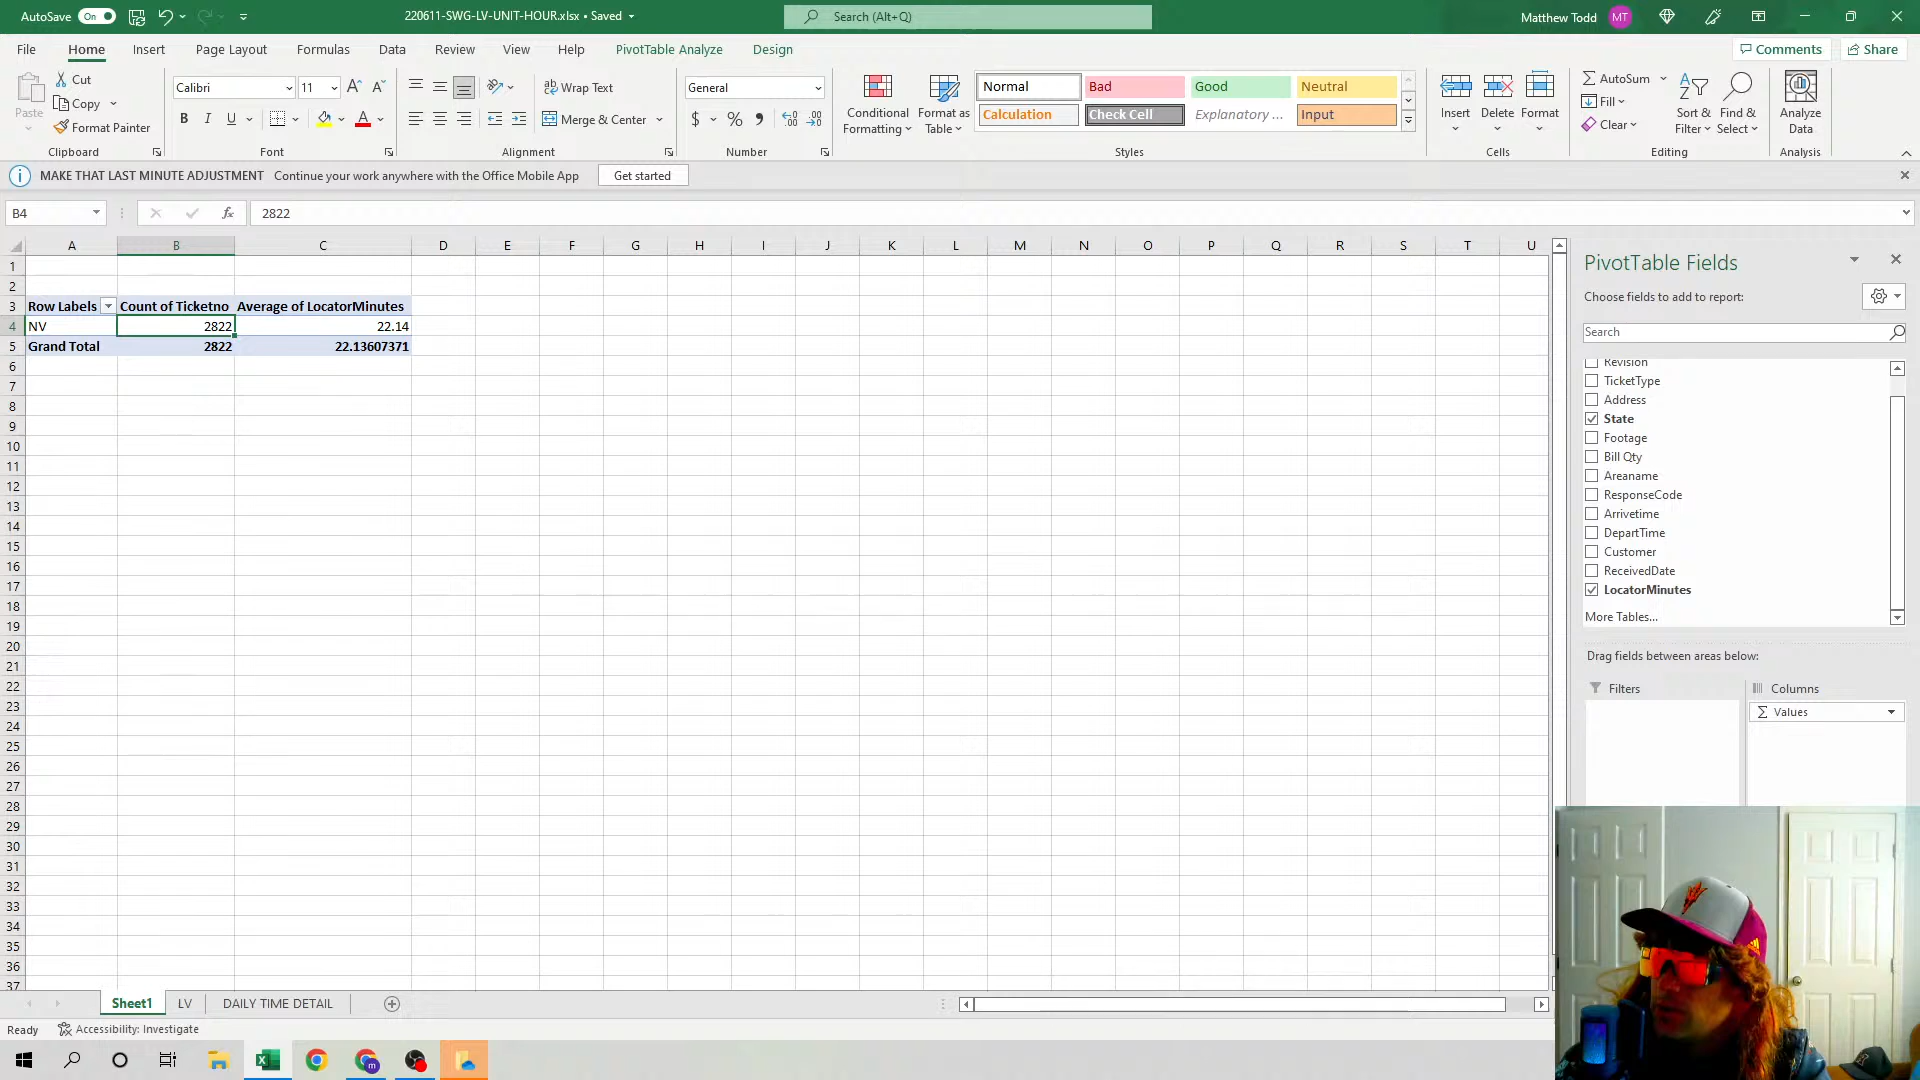 AutoSave On 220611-SWG-LV-UNIT-HOUR.xlsx • Saved Search (Alt+Q) Matthew Todd MT
File Home Insert Page Layout Formulas Data Review View Help PivotTable Analyze Design Comments Share
Paste Cut Copy Format Painter Clipboard
Calibri 11 B I U A A A Font
Wrap Text Merge & Center Alignment
General $ % 9 Number
Conditional Formatting Format as Table
Normal Bad Good Neutral
Calculation Check Cell Explanatory ... Input
Styles
Insert Delete Format Cells
AutoSum Fill Clear Sort & Filter Find & Select Editing
Analyze Data Analysis
MAKE THAT LAST MINUTE ADJUSTMENT Continue your work anywhere with the Office Mobile App Get started
B4 fx 2822
A B C D E F G H I J K L M N O P Q R S T U
1
2
3 Row Labels Count of Ticketno Average of LocatorMinutes
4 NV 2822 22.14
5 Grand Total 2822 22.13607371
6
7
8
9
10
11
12
13
14
15
16
17
18
19
20
21
22
23
24
25
26
27
28
29
30
31
32
33
34
35
36
37
PivotTable Fields
Choose fields to add to report:
Search
Revision
TicketType
Address
State
Footage
Bill Qty
Areaname
ResponseCode
Arrivetime
DepartTime
Customer
ReceivedDate
LocatorMinutes
More Tables...
Drag fields between areas below:
Filters Columns
Σ Values
Sheet1 LV DAILY TIME DETAIL
Ready Accessibility: Investigate